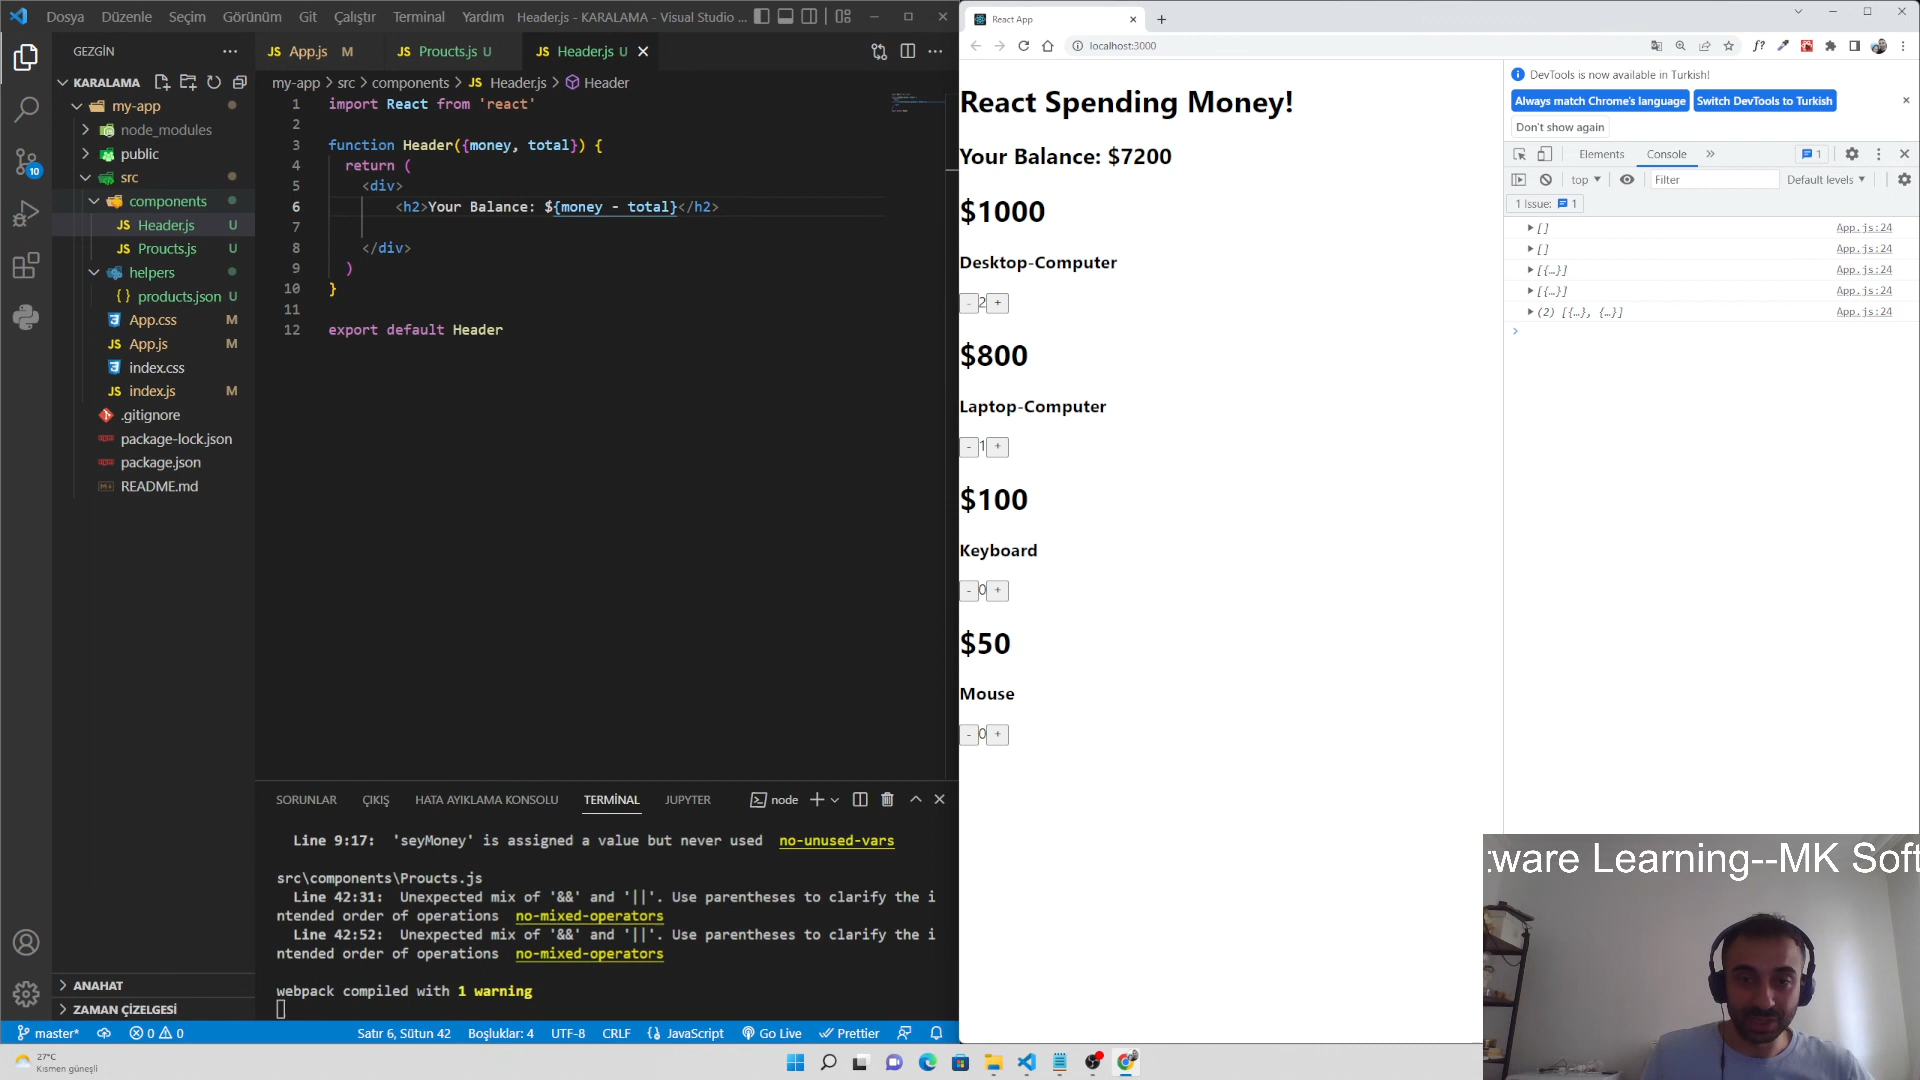 Dosya Düzenle Seçim Görünüm Git Çalıştır Terminal Yardım Header.js - KARALAMA - Visual Studio ...
GEZGİN
KARALAMA
my-app
node_modules
public
src
components
Header.js U
Proucts.js U
helpers
products.json U
App.css M
App.js M
index.css
index.js M
.gitignore
package-lock.json
package.json
README.md
ANAHAT
ZAMAN ÇİZELGESİ
10
App.js M Proucts.js U Header.js U
my-app > src > components > JS Header.js > Header
1 import React from 'react'
2
3 function Header({money, total}) {
4 return (
5 <div>
6 <h2>Your Balance: ${money - total}</h2>
7
8 </div>
9 )
10 }
11
12 export default Header
SORUNLAR ÇIKIŞ HATA AYIKLAMA KONSOLU TERMİNAL JUPYTER node
Line 9:17: 'seyMoney' is assigned a value but never used no-unused-vars
src\components\Proucts.js
Line 42:31: Unexpected mix of '&&' and '||'. Use parentheses to clarify the i
ntended order of operations no-mixed-operators
Line 42:52: Unexpected mix of '&&' and '||'. Use parentheses to clarify the i
ntended order of operations no-mixed-operators
webpack compiled with 1 warning
master* 0 0 Satır 6, Sütun 42 Boşluklar: 4 UTF-8 CRLF JavaScript Go Live Prettier
React App
localhost:3000
React Spending Money!
Your Balance: $7200
$1000
Desktop-Computer
- 2 +
$800
Laptop-Computer
- 1 +
$100
Keyboard
- 0 +
$50
Mouse
- 0 +
DevTools is now available in Turkish!
Always match Chrome's language Switch DevTools to Turkish
Don't show again
Elements Console 1
top Filter Default levels
1 Issue: 1
[] App.js:24
[] App.js:24
[{…}] App.js:24
[{…}] App.js:24
(2) [{…}, {…}] App.js:24
tware Learning--MK Soft
27°C
Kısmen güneşli